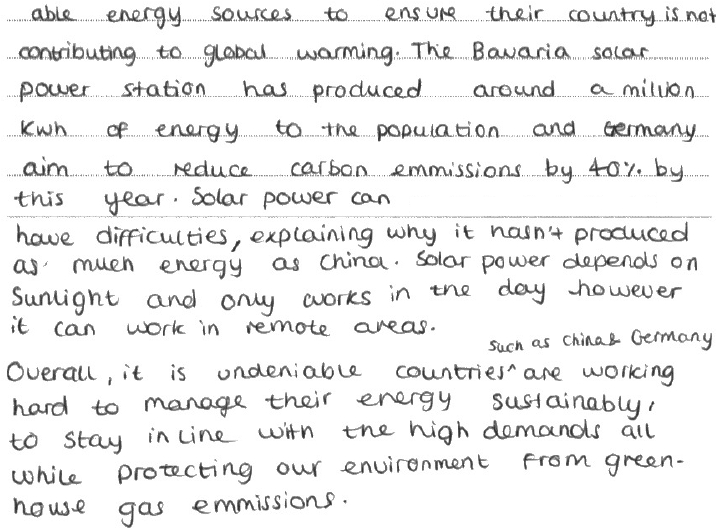 able energy sources to ensure their country is not
contributing to global warming. The Bavaria solar
power station has produced around a million
Kwh of energy to the population and Germany
aim to reduce carbon emmissions by 40% by
this year. Solar power can
have difficulties, explaining why it hasn't produced
as much energy as China. Solar power depends on
Sunlight and only works in the day however
it can work in remote areas.
such as China & Germany
Overall, it is undeniable countries^ are working
hard to manage their energy sustainably,
to stay in line with the high demands all
while protecting our environment from green-
house gas emmissions.